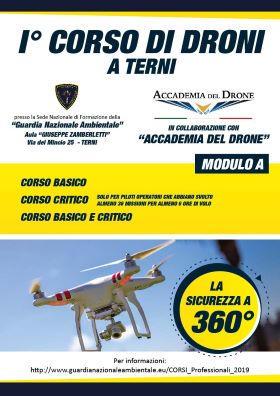 I° CORSO DI DRONI
A TERNI
presso la Sede Nazionale di Formazione della
"Guardia Nazionale Ambientale"
Aula "GIUSEPPE ZAMBERLETTI"
Via del Mincio 25 - TERNI
ACCADEMIA DEL DRONE
IN COLLABORAZIONE CON
"ACCADEMIA DEL DRONE"
MODULO A
CORSO BASICO
CORSO CRITICO SOLO PER PILOTI OPERATORI CHE ABBIANO SVOLTO
ALMENO 36 MISSIONI PER ALMENO 6 ORE DI VOLO
CORSO BASICO E CRITICO
LA
SICUREZZA A
360°
Per informazioni:
http://www.guardianazionaleambientale.eu/CORSI_Professionali_2019